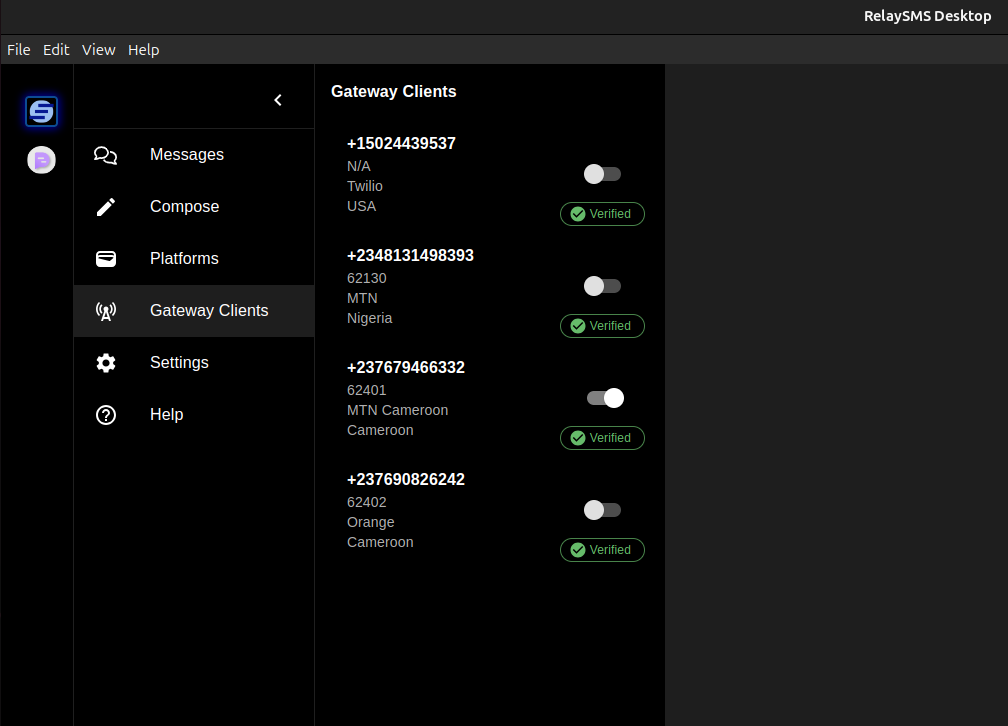 RelaySMS Desktop
File Edit View Help
Messages
Compose
Platforms
Gateway Clients
Settings
Help
Gateway Clients
+15024439537
N/A
Twilio
USA
Verified
+2348131498393
62130
MTN
Nigeria
Verified
+237679466332
62401
MTN Cameroon
Cameroon
Verified
+237690826242
62402
Orange
Cameroon
Verified